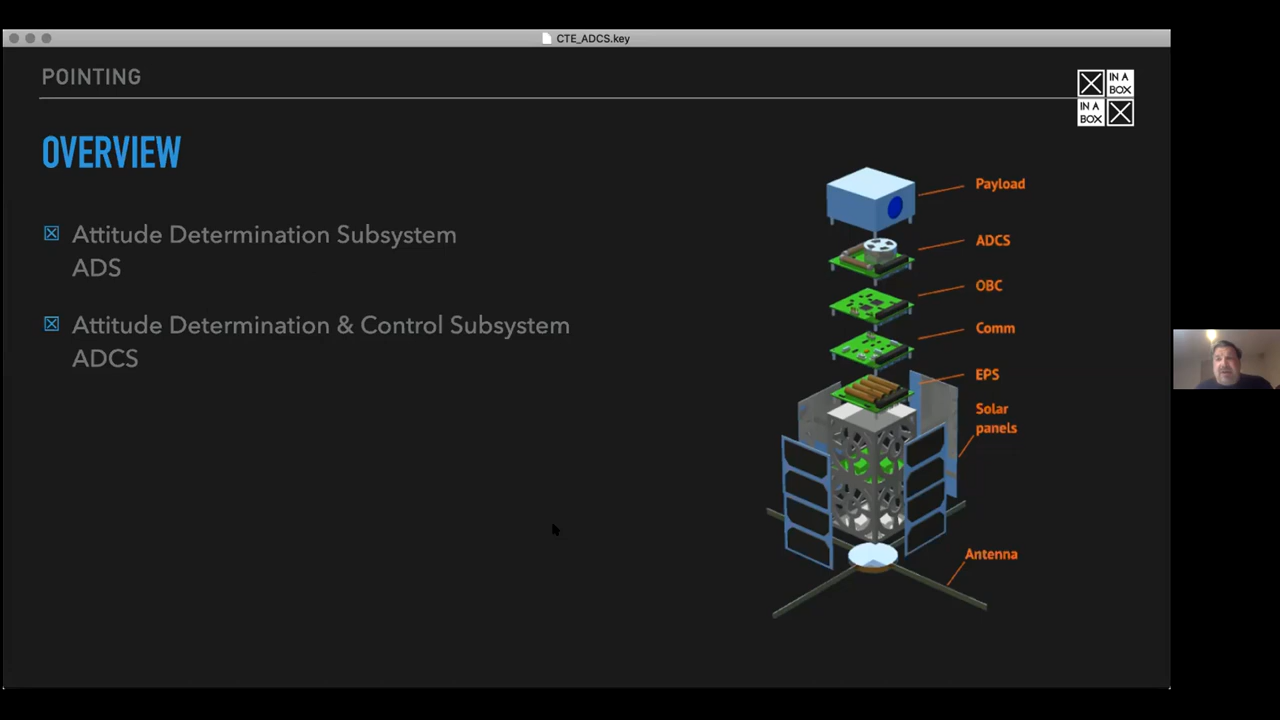 CTE_ADCS.key
POINTING
IN A
BOX
IN A
BOX
OVERVIEW
Attitude Determination Subsystem
ADS
Attitude Determination & Control Subsystem
ADCS
Payload
ADCS
OBC
Comm
EPS
Solar
panels
Antenna